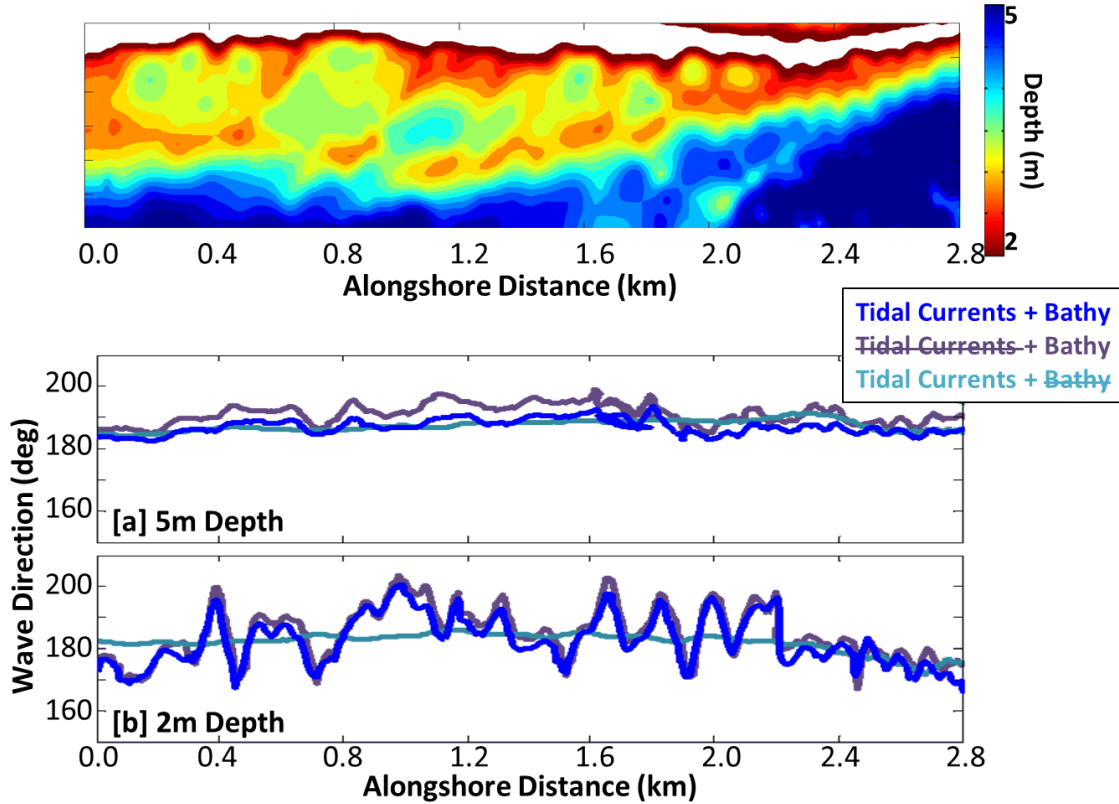 5
Depth (m)
2
0.0 0.4 0.8 1.2 1.6 2.0 2.4 2.8
Alongshore Distance (km)
Tidal Currents + Bathy
Tidal Currents + Bathy
Tidal Currents + Bathy
Wave Direction (deg)
200
180
160
[a] 5m Depth
200
180
160
[b] 2m Depth
0.0 0.4 0.8 1.2 1.6 2.0 2.4 2.8
Alongshore Distance (km)